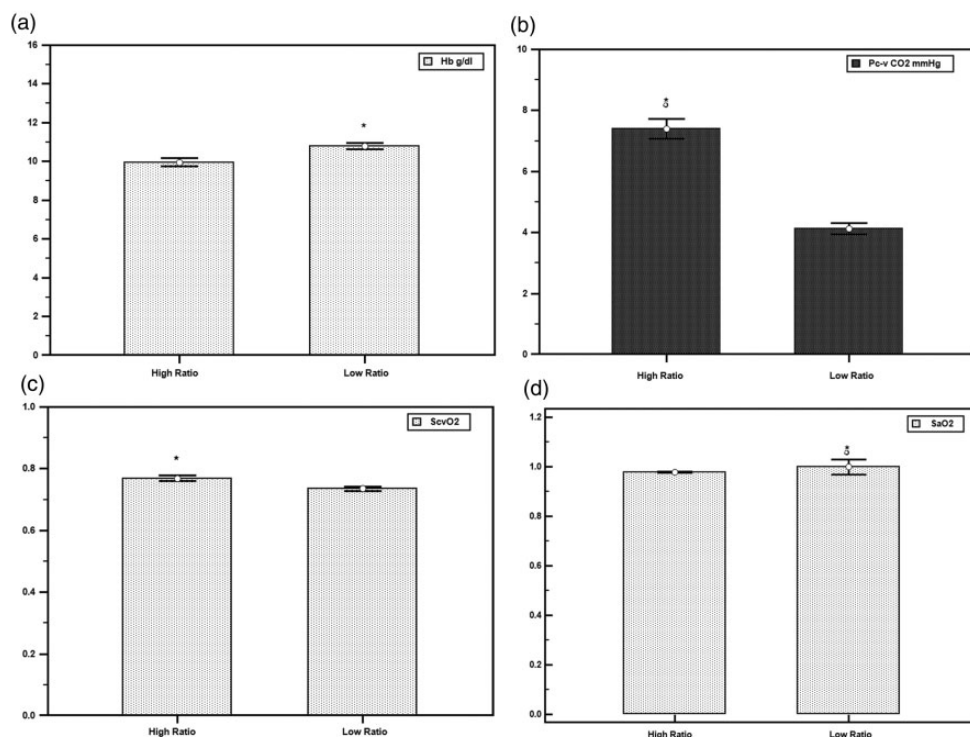 (a)
Hb g/dl
16
14
12
10
8
6
4
2
0
*
High Ratio
Low Ratio
(b)
Pc-v CO2 mmHg
10
8
6
4
2
0
*
High Ratio
Low Ratio
(c)
ScvO2
1.0
0.8
0.6
0.4
0.2
0.0
*
High Ratio
Low Ratio
(d)
SaO2
1.2
1.0
0.8
0.6
0.4
0.2
0.0
*
High Ratio
Low Ratio